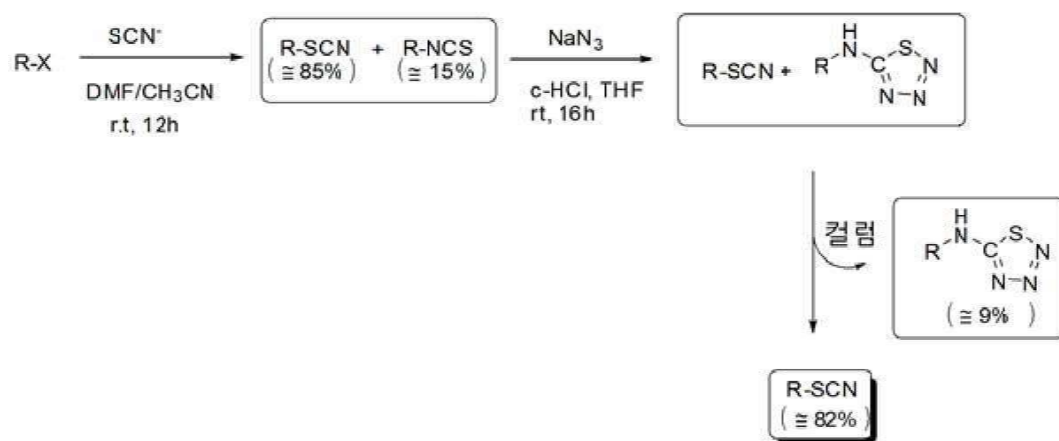 R-X
SCN⁻
DMF/CH₃CN
r.t, 12h
R-SCN + R-NCS
(≅ 85%) (≅ 15%)
NaN₃
c-HCl, THF
rt, 16h
R-SCN +
H
R N C S N N N
컬럼
H
R N C S N N N
(≅ 9%)
R-SCN
(≅ 82%)